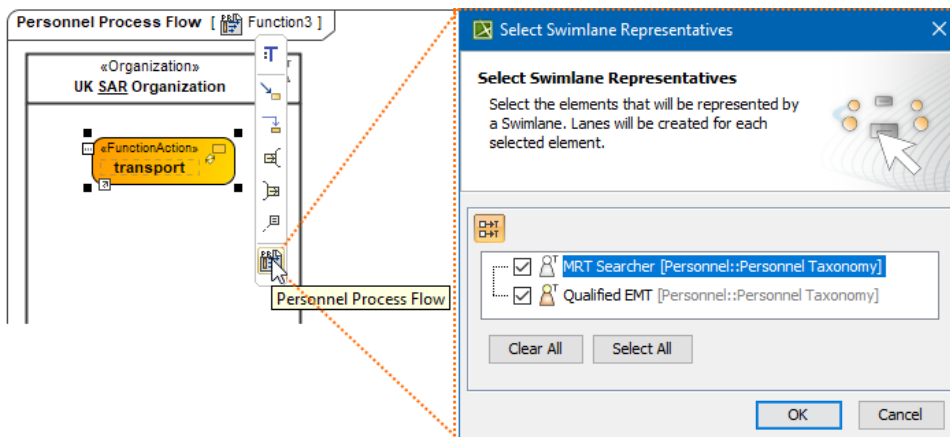 Personnel Process Flow [ Function3 ]
«Organization»
UK SAR Organization
«FunctionAction»
transport
Personnel Process Flow
Select Swimlane Representatives
Select Swimlane Representatives
Select the elements that will be represented by
a Swimlane. Lanes will be created for each
selected element.
MRT Searcher [Personnel::Personnel Taxonomy]
Qualified EMT [Personnel::Personnel Taxonomy]
Clear All Select All
OK Cancel